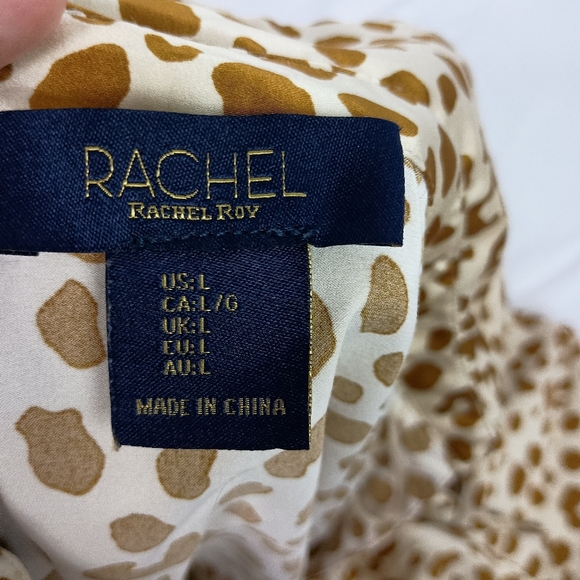 RACHEL
RACHEL ROY
US:L
CA:L/G
UK:L
EU:L
AU:L
MADE IN CHINA